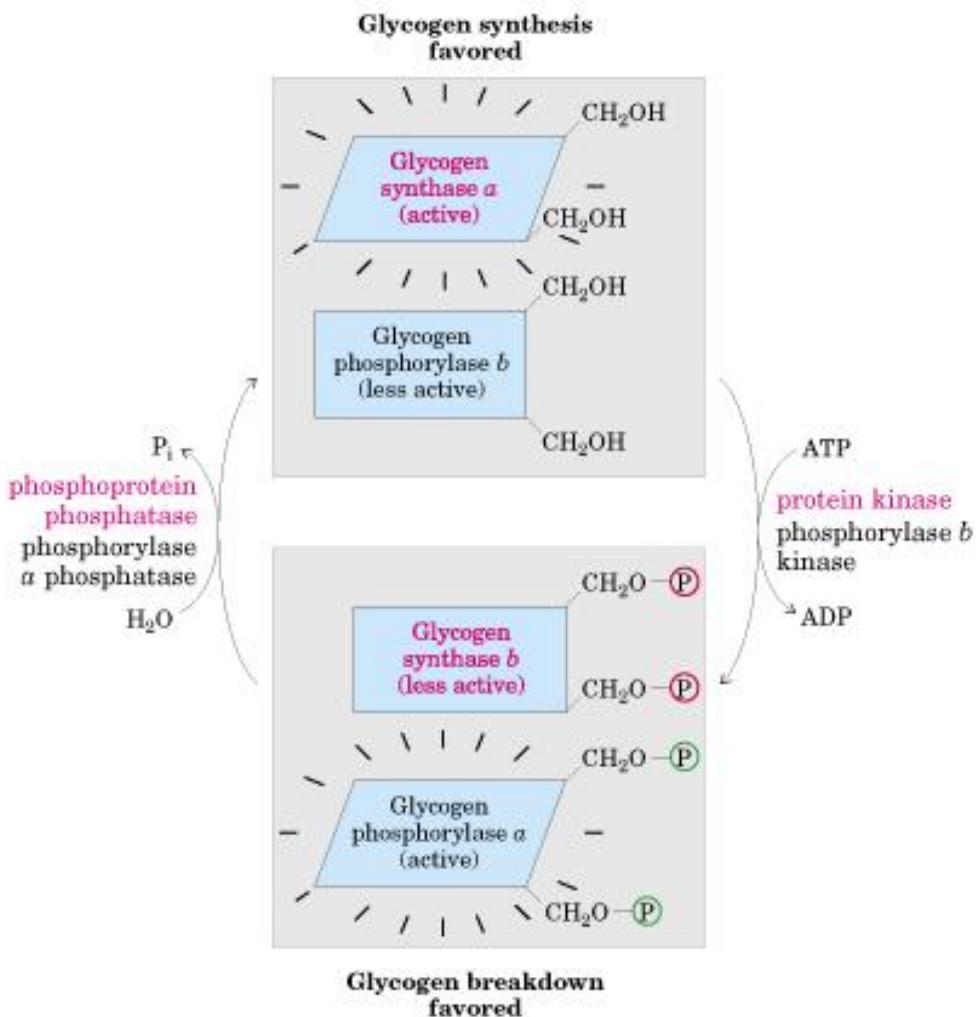 Glycogen synthesis
favored
CH₂OH
Glycogen
synthase a
(active)
CH₂OH
CH₂OH
Glycogen
phosphorylase b
(less active)
CH₂OH
Pᵢ
phosphoprotein
phosphatase
phosphorylase
a phosphatase
H₂O
ATP
protein kinase
phosphorylase b
kinase
ADP
CH₂O—P
Glycogen
synthase b
(less active)
CH₂O—P
CH₂O—P
Glycogen
phosphorylase a
(active)
CH₂O—P
Glycogen breakdown
favored